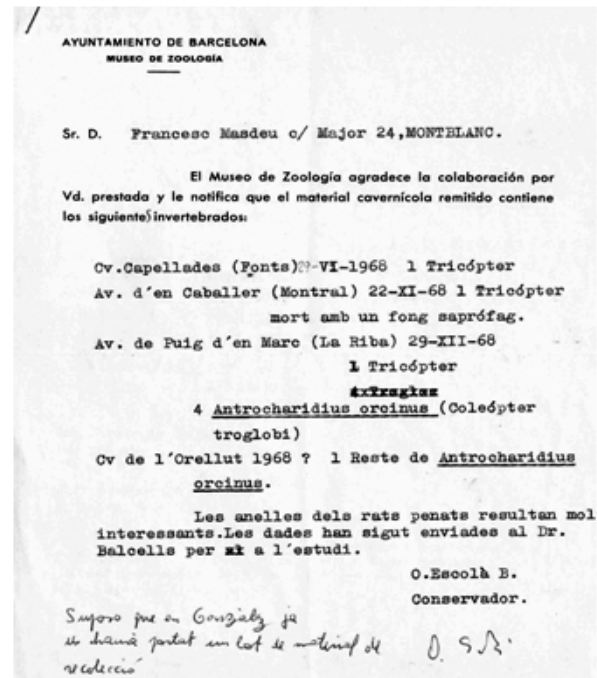 AYUNTAMIENTO DE BARCELONA
MUSEO DE ZOOLOGÍA
Sr. D. Francesc Masdeu c/ Major 24,MONTBLANC.
El Museo de Zoología agradece la colaboración por
Vd. prestada y le notifica que el material cavernícola remitido contiene
los siguientes invertebrados:
Cv.Capellades (Fonts) -VI-1968 1 Tricópter
Av. d'en Caballer (Montral) 22-XI-68 1 Tricópter
mort amb un fong saprófag.
Av. de Puig d'en Marc (La Riba) 29-XII-68
1 Tricópter
4 Antrocharidius orcinus (Coleópter
troglobi)
Cv de l'Orellut 1968 ? 1 Reste de Antrocharidius
orcinus.
Les anelles dels rats penats resultan mol
interessants.Les dades han sigut enviades al Dr.
Balcells per a l'estudi.
O.Escolà B.
Conservador.
Suposo que en González ja
us haurà portat un lot de material de
recolecció